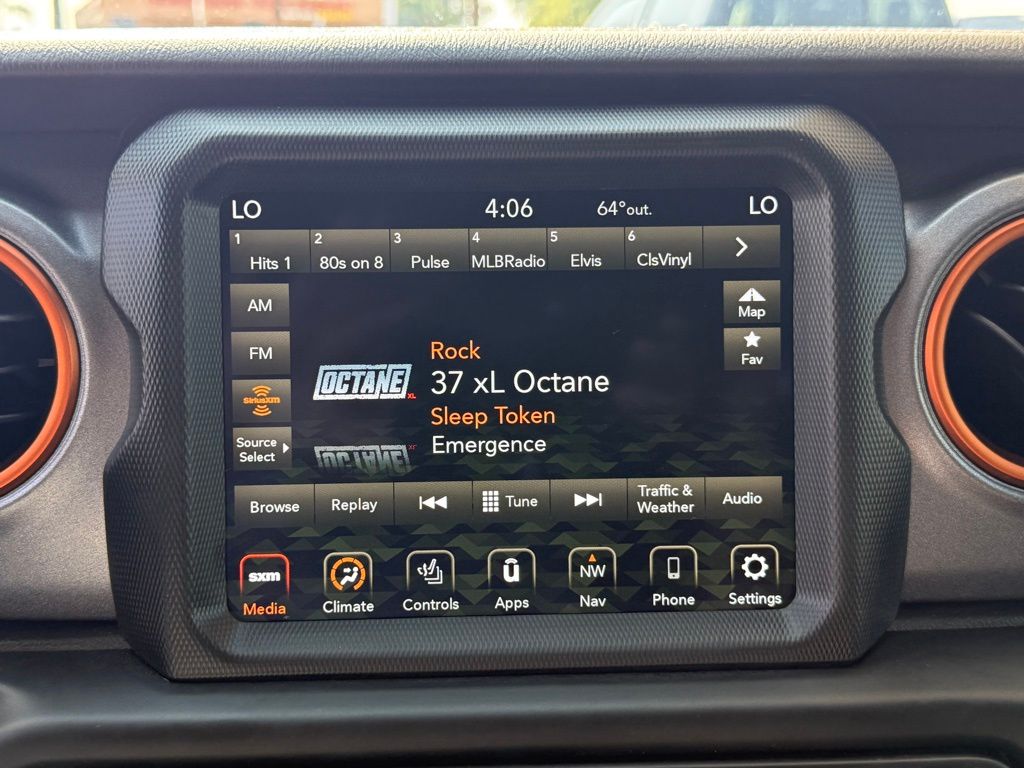 LO 4:06 64°out. LO
1 Hits 1
2 80s on 8
3 Pulse
4 MLBRadio
5 Elvis
6 ClsVinyl
AM
FM
SiriusXM
Source
Select
Map
Fav
OCTANE XL
Rock
37 xL Octane
Sleep Token
Emergence
Browse
Replay
Tune
Traffic &
Weather
Audio
sxm
Media
Climate
Controls
u
Apps
NW
Nav
Phone
Settings